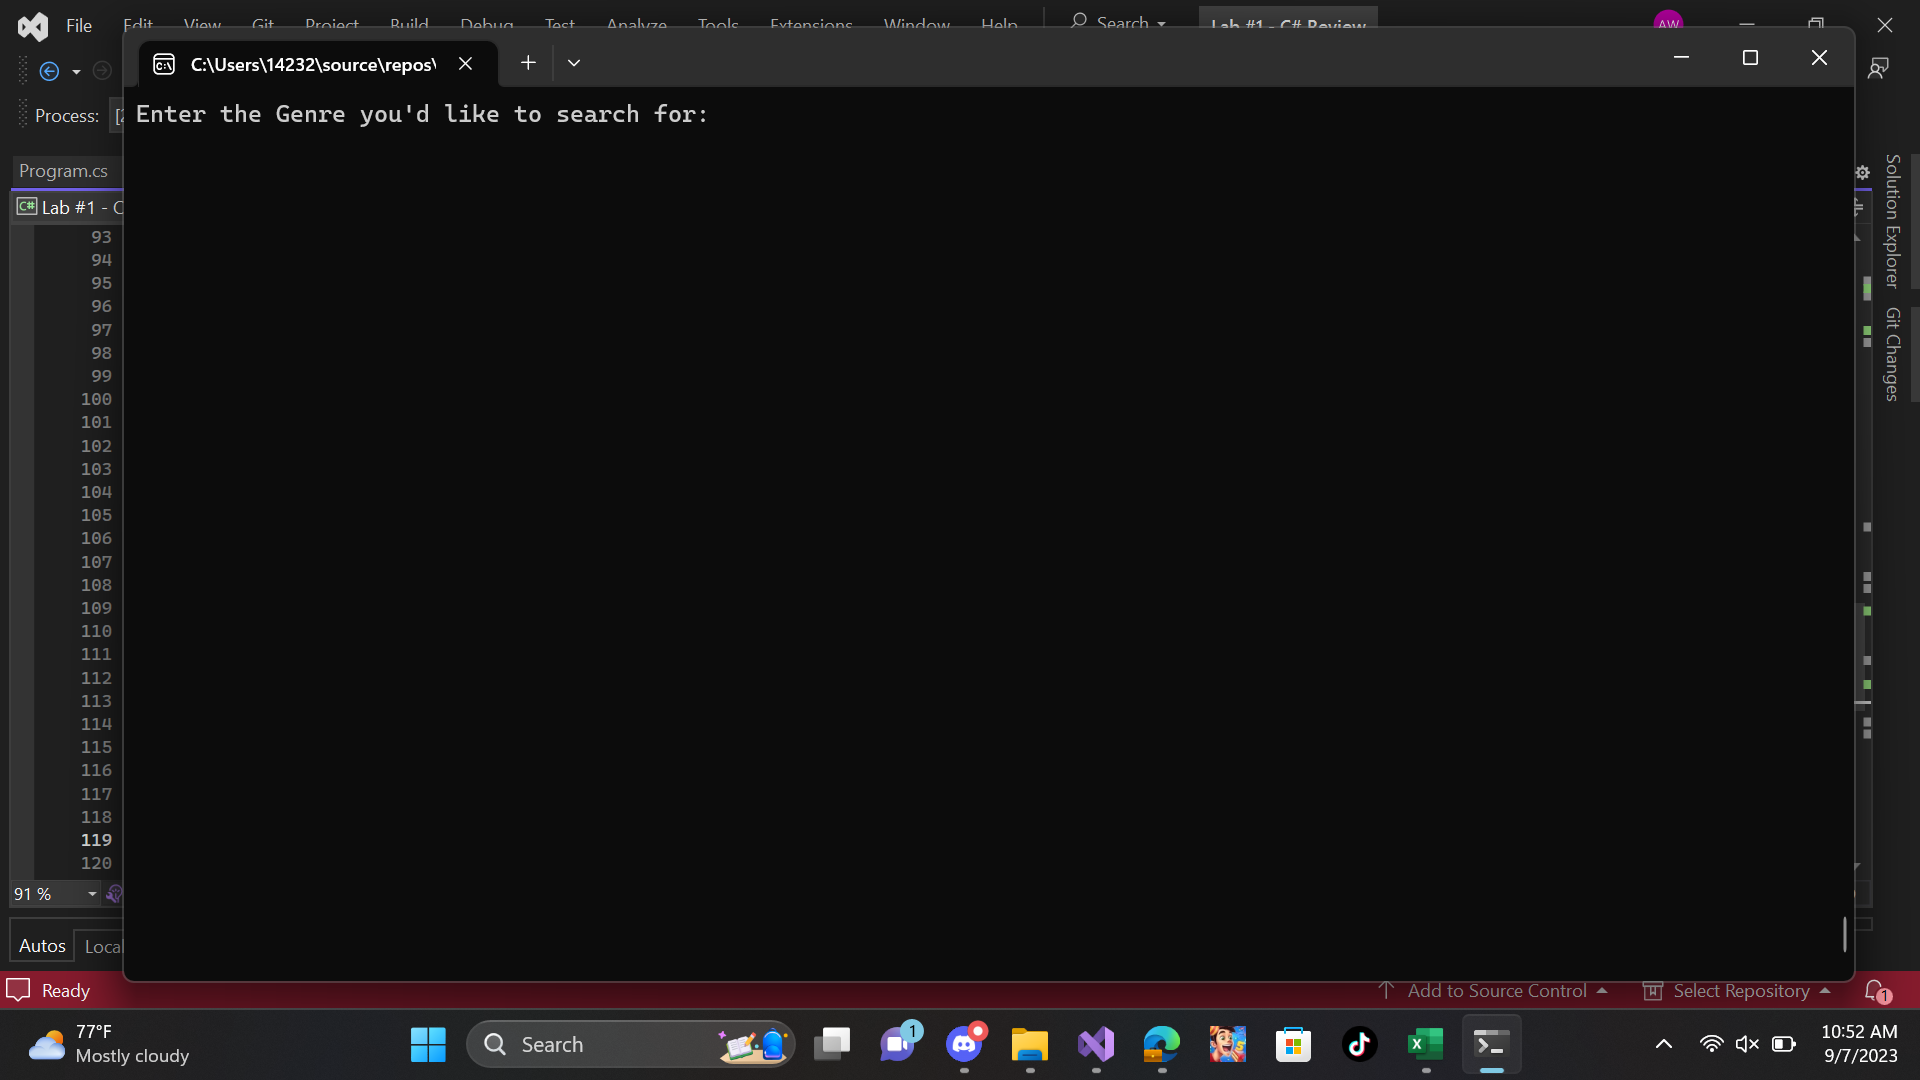 File Edit View Git Project Build Debug Test Analyze Tools Extensions Window Help Search Lab #1 - C# Review AW
C:\Users\14232\source\repos\
Process: [2
Enter the Genre you'd like to search for:
Program.cs
C# Lab #1 - C
93
94
95
96
97
98
99
100
101
102
103
104
105
106
107
108
109
110
111
112
113
114
115
116
117
118
119
120
Solution Explorer
Git Changes
91 %
Autos Local
Ready Add to Source Control Select Repository 1
77°F
Mostly cloudy
Search
1
10:52 AM
9/7/2023